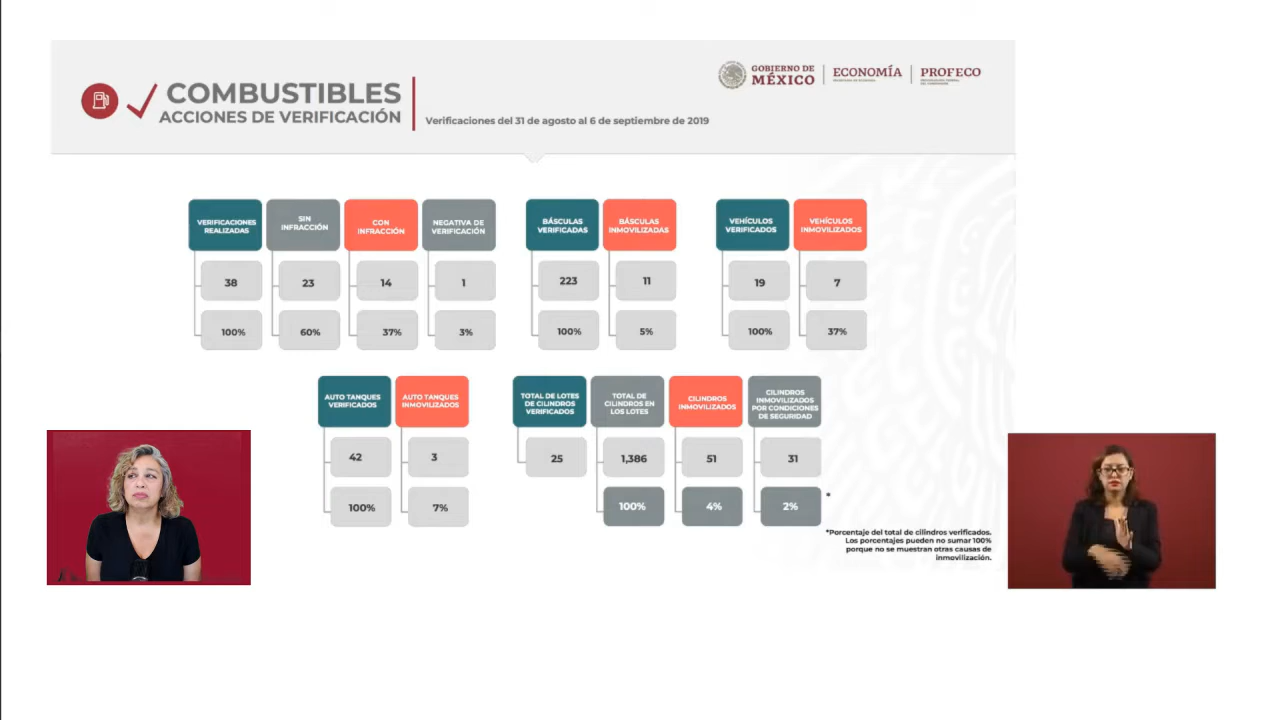 COMBUSTIBLES
ACCIONES DE VERIFICACIÓN
Verificaciones del 31 de agosto al 6 de septiembre de 2019
GOBIERNO DE
MÉXICO
ECONOMÍA
PROFECO
VERIFICACIONES
REALIZADAS
38
100%
SIN
INFRACCIÓN
23
60%
CON
INFRACCIÓN
14
37%
NEGATIVA DE
VERIFICACIÓN
1
3%
BÁSCULAS
VERIFICADAS
223
100%
BÁSCULAS
INMOVILIZADAS
11
5%
VEHÍCULOS
VERIFICADOS
19
100%
VEHÍCULOS
INMOVILIZADOS
7
37%
AUTO TANQUES
VERIFICADOS
42
100%
AUTO TANQUES
INMOVILIZADOS
3
7%
TOTAL DE LOTES
DE CILINDROS
VERIFICADOS
25
TOTAL DE
CILINDROS EN
LOS LOTES
1,386
100%
CILINDROS
INMOVILIZADOS
51
4%
CILINDROS
INMOVILIZADOS
POR CONDICIONES
DE SEGURIDAD
31
2%
*
*Porcentaje del total de cilindros verificados.
Los porcentajes pueden no sumar 100%
porque no se muestran otras causas de
inmovilización.